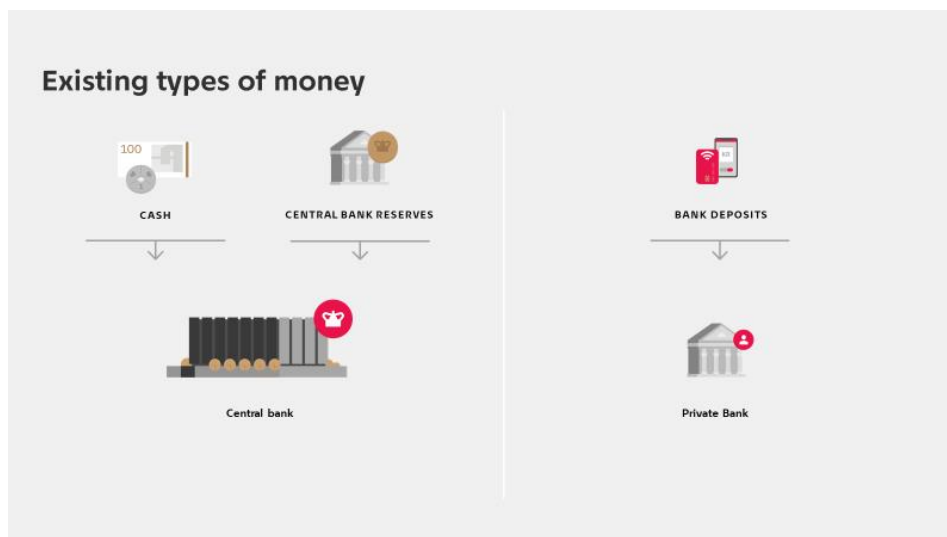 Existing types of money
100
CASH
CENTRAL BANK RESERVES
BANK DEPOSITS
Central bank
Private Bank